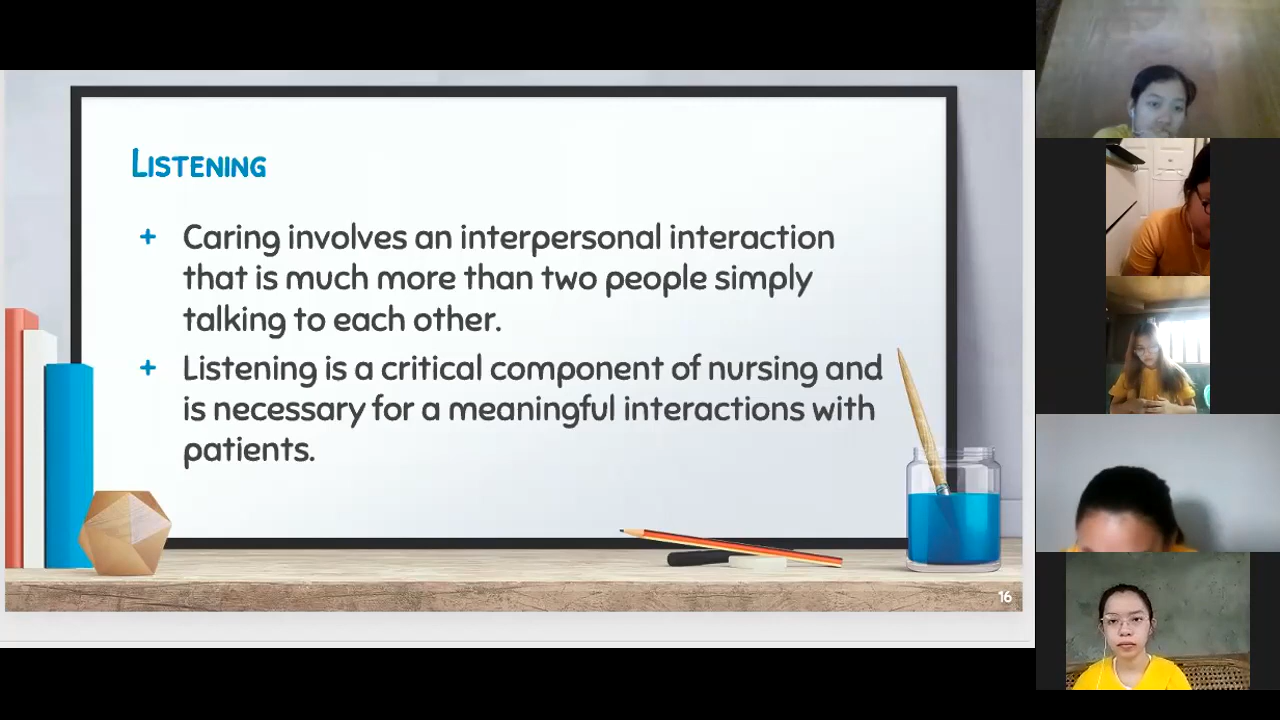 Listening
+ Caring involves an interpersonal interaction
that is much more than two people simply
talking to each other.
+ Listening is a critical component of nursing and
is necessary for a meaningful interactions with
patients.
16